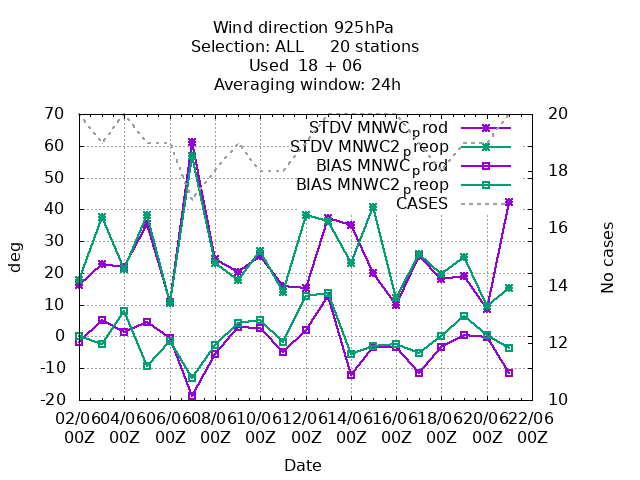 Wind direction 925hPa
Selection: ALL 20 stations
Used 18 + 06
Averaging window: 24h
STDV MNWC_prod
STDV MNWC2_preop
BIAS MNWC_prod
BIAS MNWC2_preop
CASES
70
60
50
40
30
20
10
0
-10
-20
deg
20
18
16
14
12
10
No cases
02/06 04/06 06/06 08/06 10/06 12/06 14/06 16/06 18/06 20/06 22/06
00Z 00Z 00Z 00Z 00Z 00Z 00Z 00Z 00Z 00Z 00Z
Date